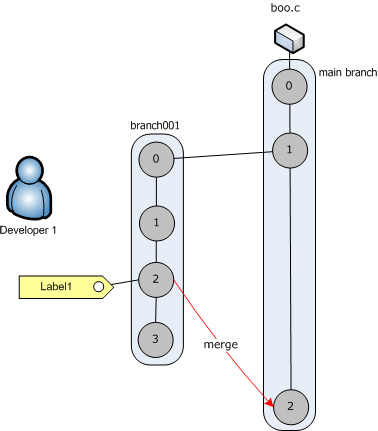 boo.c
main branch
0
1
branch001
0
1
2
3
Developer 1
Label1
merge
2